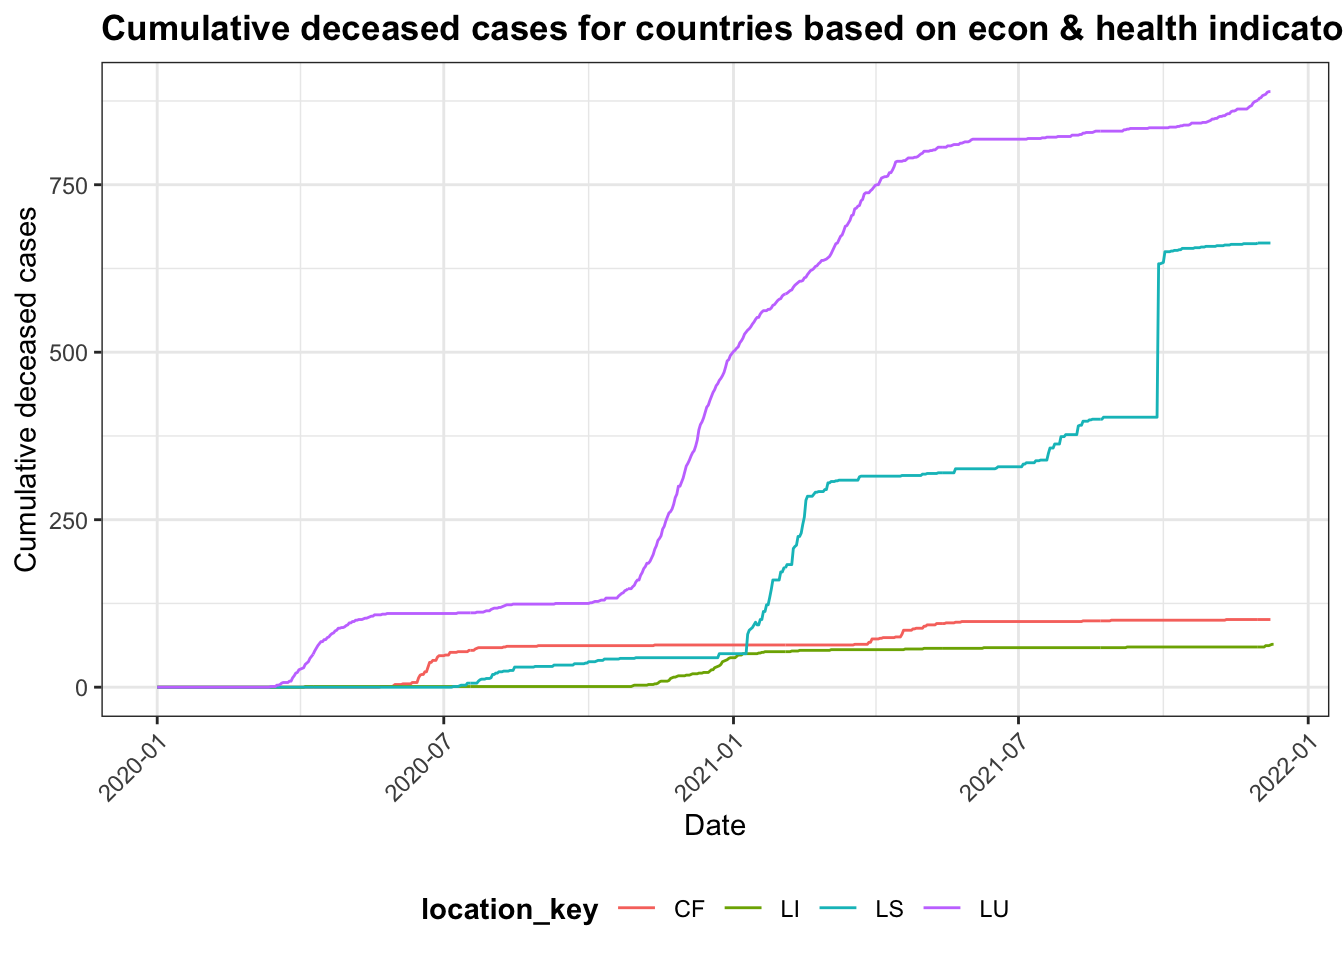 Cumulative deceased cases for countries based on econ & health indicato
Cumulative deceased cases
750
500
250
0
2020-01
2020-07
2021-01
2021-07
2022-01
Date
location_key CF LI LS LU